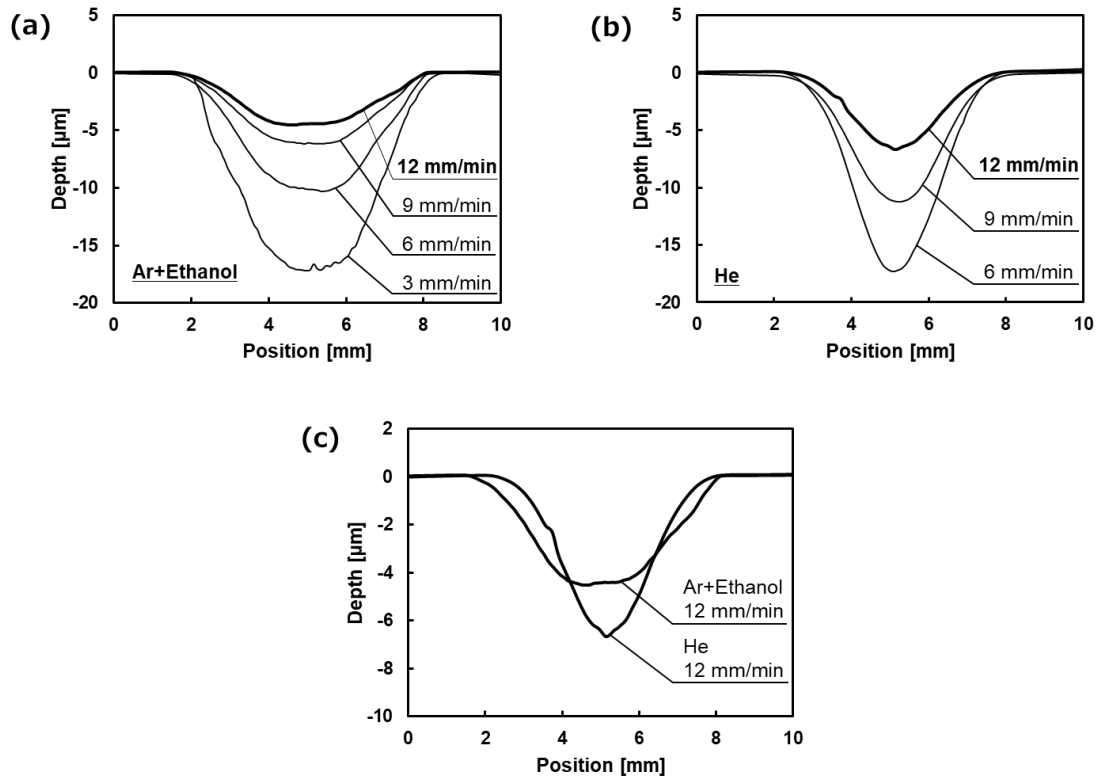 (a)
5
0
-5
-10
-15
-20
Depth [µm]
12 mm/min
9 mm/min
6 mm/min
3 mm/min
Ar+Ethanol
0 2 4 6 8 10
Position [mm]
(b)
5
0
-5
-10
-15
-20
Depth [µm]
12 mm/min
9 mm/min
6 mm/min
He
0 2 4 6 8 10
Position [mm]
(c)
2
0
-2
-4
-6
-8
-10
Depth [µm]
Ar+Ethanol
12 mm/min
He
12 mm/min
0 2 4 6 8 10
Position [mm]